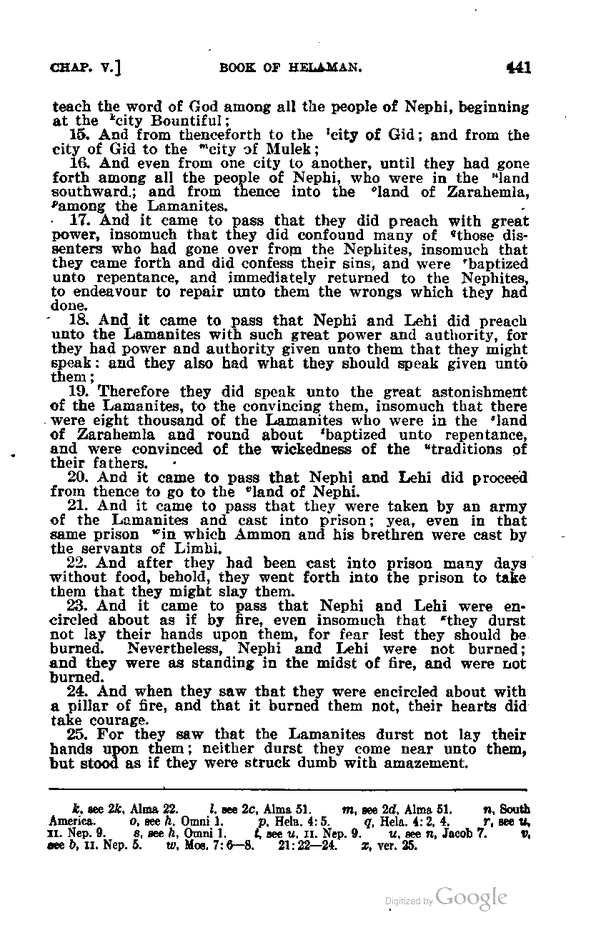 CHAP. V.] BOOK OF HELAMAN. 441
teach the word of God among all the people of Nephi, beginning
at the ᵏcity Bountiful;
15. And from thenceforth to the ˡcity of Gid; and from the
city of Gid to the ᵐcity of Mulek;
16. And even from one city to another, until they had gone
forth among all the people of Nephi, who were in the ⁿland
southward; and from thence into the ᵒland of Zarahemla,
ᵖamong the Lamanites.
17. And it came to pass that they did preach with great
power, insomuch that they did confound many of qthose dis-
senters who had gone over from the Nephites, insomuch that
they came forth and did confess their sins, and were ʳbaptized
unto repentance, and immediately returned to the Nephites,
to endeavour to repair unto them the wrongs which they had
done.
18. And it came to pass that Nephi and Lehi did preach
unto the Lamanites with such great power and authority, for
they had power and authority given unto them that they might
speak: and they also had what they should speak given unto
them;
19. Therefore they did speak unto the great astonishment
of the Lamanites, to the convincing them, insomuch that there
were eight thousand of the Lamanites who were in the ˢland
of Zarahemla and round about ᵗbaptized unto repentance,
and were convinced of the wickedness of the ᵘtraditions of
their fathers.
20. And it came to pass that Nephi and Lehi did proceed
from thence to go to the ᵛland of Nephi.
21. And it came to pass that they were taken by an army
of the Lamanites and cast into prison; yea, even in that
same prison ʷin which Ammon and his brethren were cast by
the servants of Limhi.
22. And after they had been cast into prison many days
without food, behold, they went forth into the prison to take
them that they might slay them.
23. And it came to pass that Nephi and Lehi were en-
circled about as if by fire, even insomuch that ˣthey durst
not lay their hands upon them, for fear lest they should be
burned. Nevertheless, Nephi and Lehi were not burned;
and they were as standing in the midst of fire, and were not
burned.
24. And when they saw that they were encircled about with
a pillar of fire, and that it burned them not, their hearts did
take courage.
25. For they saw that the Lamanites durst not lay their
hands upon them; neither durst they come near unto them,
but stood as if they were struck dumb with amazement.
k, see 2k, Alma 22. l, see 2c, Alma 51. m, see 2d, Alma 51. n, South
America. o, see h, Omni 1. p, Hela. 4:5. q, Hela. 4:2, 4. r, see u,
II. Nep. 9. s, see h, Omni 1. t, see u, II. Nep. 9. u, see n, Jacob 7. v,
see b, II. Nep. 5. w, Mos. 7:6—8. 21:22—24. x, ver. 25.
Digitized by Google